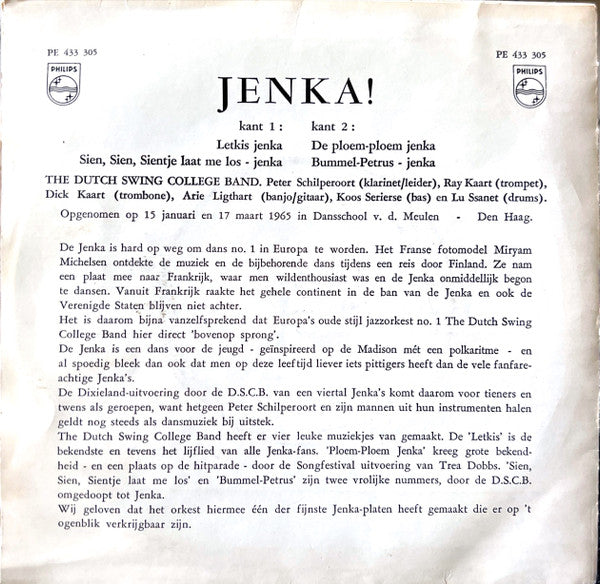 PE 433 305
PE 433 305
PHILIPS
PHILIPS
JENKA!
kant 1 :
kant 2 :
Letkis jenka
De ploem-ploem jenka
Sien, Sien, Sientje laat me los - jenka
Bummel-Petrus - jenka
THE DUTCH SWING COLLEGE BAND. Peter Schilperoort (klarinet/leider), Ray Kaart (trompet),
Dick Kaart (trombone), Arie Ligthart (banjo/gitaar), Koos Serierse (bas) en Lu Ssanet (drums).
Opgenomen op 15 januari en 17 maart 1965 in Dansschool v. d. Meulen - Den Haag.
De Jenka is hard op weg om dans no. 1 in Europa te worden. Het Franse fotomodel Miryam
Michelsen ontdekte de muziek en de bijbehorende dans tijdens een reis door Finland. Ze nam
een plaat mee naar Frankrijk, waar men wildenthousiast was en de Jenka onmiddellijk begon
te dansen. Vanuit Frankrijk raakte het gehele continent in de ban van de Jenka en ook de
Verenigde Staten blijven niet achter.
Het is daarom bijna vanzelfsprekend dat Europa's oude stijl jazzorkest no. 1 The Dutch Swing
College Band hier direct 'bovenop sprong'.
De Jenka is een dans voor de jeugd - geïnspireerd op de Madison mét een polkaritme - en
al spoedig bleek dan ook dat men op deze leeftijd liever iets pittigers heeft dan de vele fanfare-
achtige Jenka's.
De Dixieland-uitvoering door de D.S.C.B. van een viertal Jenka's komt daarom voor tieners en
twens als geroepen, want hetgeen Peter Schilperoort en zijn mannen uit hun instrumenten halen
geldt nog steeds als dansmuziek bij uitstek.
The Dutch Swing College Band heeft er vier leuke muziekjes van gemaakt. De 'Letkis' is de
bekendste en tevens het lijflied van alle Jenka-fans. 'Ploem-Ploem Jenka' kreeg grote bekend-
heid - en een plaats op de hitparade - door de Songfestival uitvoering van Trea Dobbs. 'Sien,
Sien, Sientje laat me los' en 'Bummel-Petrus' zijn twee vrolijke nummers, door de D.S.C.B.
omgedoopt tot Jenka.
Wij geloven dat het orkest hiermee één der fijnste Jenka-platen heeft gemaakt die er op 't
ogenblik verkrijgbaar zijn.